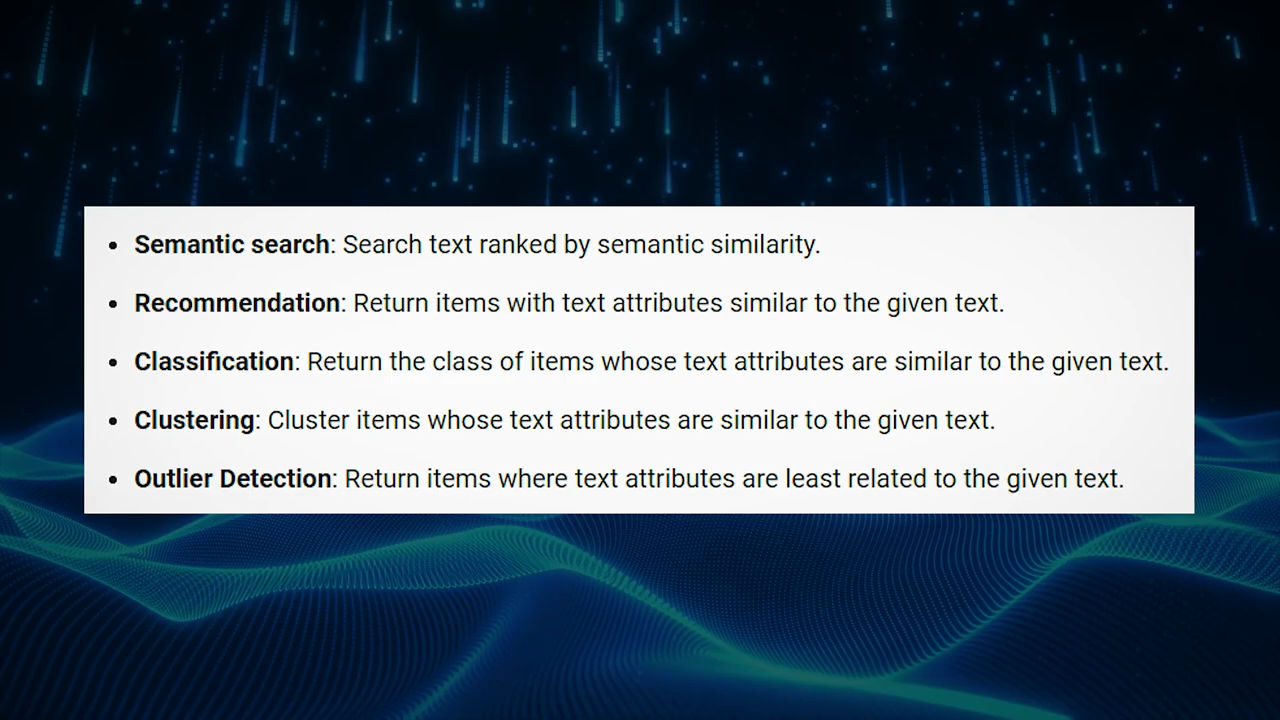 • Semantic search: Search text ranked by semantic similarity.
• Recommendation: Return items with text attributes similar to the given text.
• Classification: Return the class of items whose text attributes are similar to the given text.
• Clustering: Cluster items whose text attributes are similar to the given text.
• Outlier Detection: Return items where text attributes are least related to the given text.